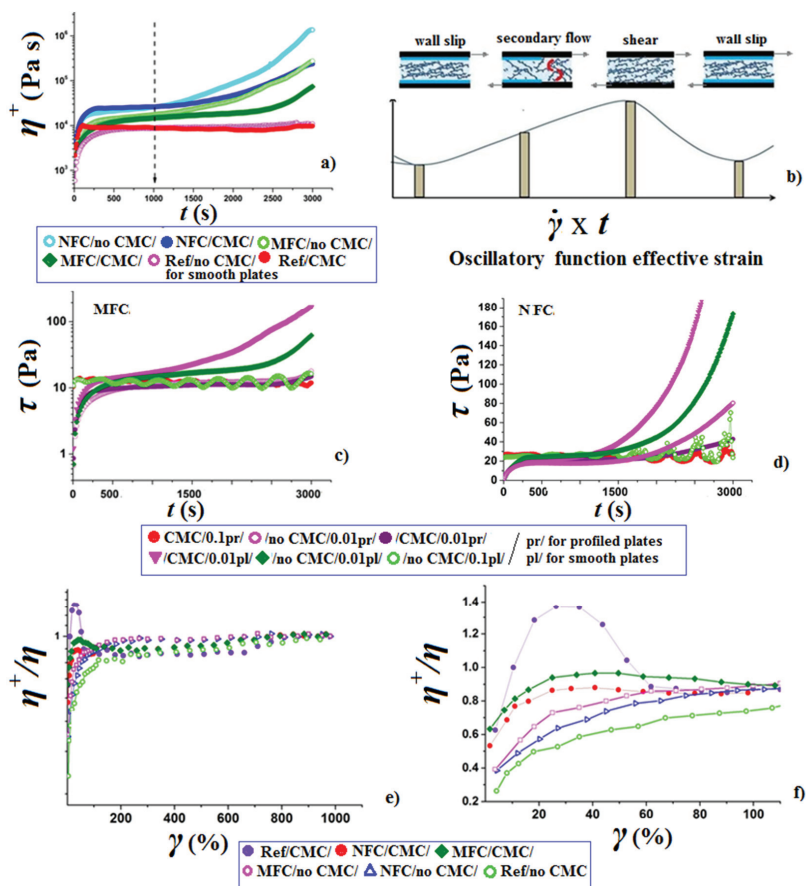 10⁶
10⁵
10⁴
10³
η⁺ (Pa s)
a)
0 500 1000 1500 2000 2500 3000
t (s)
NFC/no CMC/ NFC/CMC/ MFC/no CMC/
MFC/CMC/ Ref/no CMC/ Ref/CMC
for smooth plates
wall slip secondary flow shear wall slip
b)
γ̇ x t
Oscillatory function effective strain
MFC
100
10
1
τ (Pa)
c)
0 1500 3000
t (s)
NFC
180
160
140
120
100
80
60
40
20
0
τ (Pa)
d)
0 500 1500 3000
t (s)
CMC/0.1pr/ /no CMC/0.01pr/ /CMC/0.01pr/ / pr/ for profiled plates
/CMC/0.01pl/ /no CMC/0.01pl/ /no CMC/0.1pl/ pl/ for smooth plates
1
η⁺/η
e)
200 400 600 800 1000
γ (%)
1.4
1.2
1.0
0.8
0.6
0.4
0.2
η⁺/η
f)
0 20 40 60 80 100
γ (%)
Ref/CMC/ NFC/CMC/ MFC/CMC/
MFC/no CMC/ NFC/no CMC/ Ref/no CMC